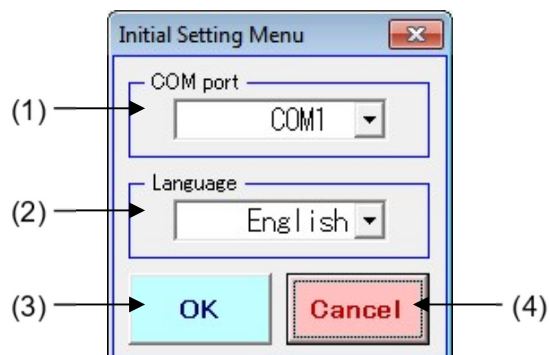 Initial Setting Menu
COM port
(1) COM1
Language
(2) English
(3) OK Cancel (4)